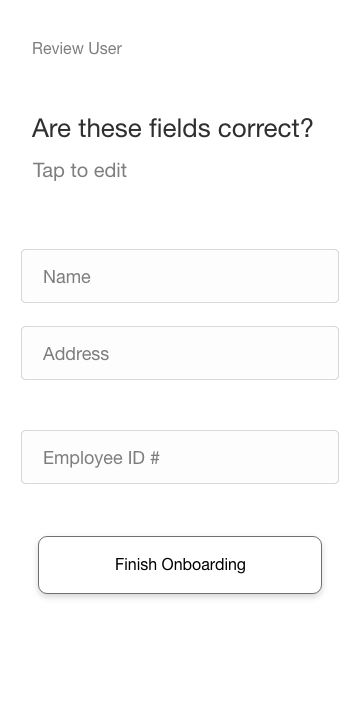 Review User
Are these fields correct?
Tap to edit
Name
Address
Employee ID #
Finish Onboarding